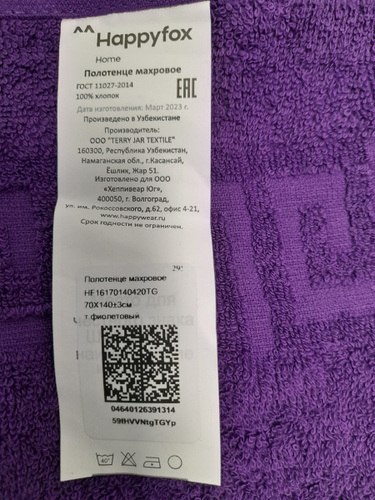 Happyfox
Home
Полотенце махровое
ГОСТ 11027-2014
100% хлопок
EAC
Дата изготовления: Март 2023 г.
Произведено в Узбекистане
Производитель:
ООО "TERRY JAR TEXTILE"
160300, Республика Узбекистан,
Наманганская обл., г.Касансай,
Ёшлик, Жар 51.
Изготовлено для ООО
«Хеппивеар Юг»,
400050, г. Волгоград,
ул. им. Рокоссовского, д.62, офис 4-21,
www.happywear.ru
Срок годности не ограничен.
Полотенце махровое
HF16170140420TG
70X140±3см
т.фиолетовый
04640126391314
59fHVVNtgTGYp
40°